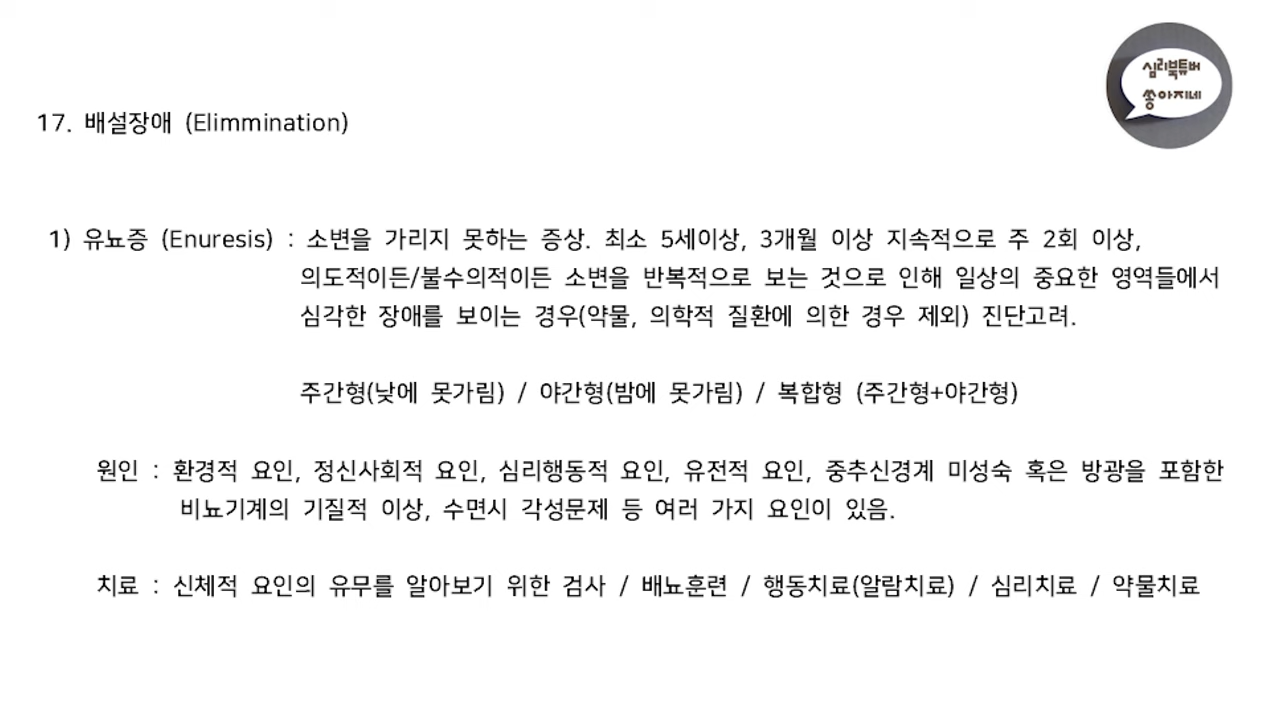 심리북튜버
쏭아지네
17. 배설장애 (Elimmination)
1) 유뇨증 (Enuresis) : 소변을 가리지 못하는 증상. 최소 5세이상, 3개월 이상 지속적으로 주 2회 이상,
의도적이든/불수의적이든 소변을 반복적으로 보는 것으로 인해 일상의 중요한 영역들에서
심각한 장애를 보이는 경우(약물, 의학적 질환에 의한 경우 제외) 진단고려.
주간형(낮에 못가림) / 야간형(밤에 못가림) / 복합형 (주간형+야간형)
원인 : 환경적 요인, 정신사회적 요인, 심리행동적 요인, 유전적 요인, 중추신경계 미성숙 혹은 방광을 포함한
비뇨기계의 기질적 이상, 수면시 각성문제 등 여러 가지 요인이 있음.
치료 : 신체적 요인의 유무를 알아보기 위한 검사 / 배뇨훈련 / 행동치료(알람치료) / 심리치료 / 약물치료